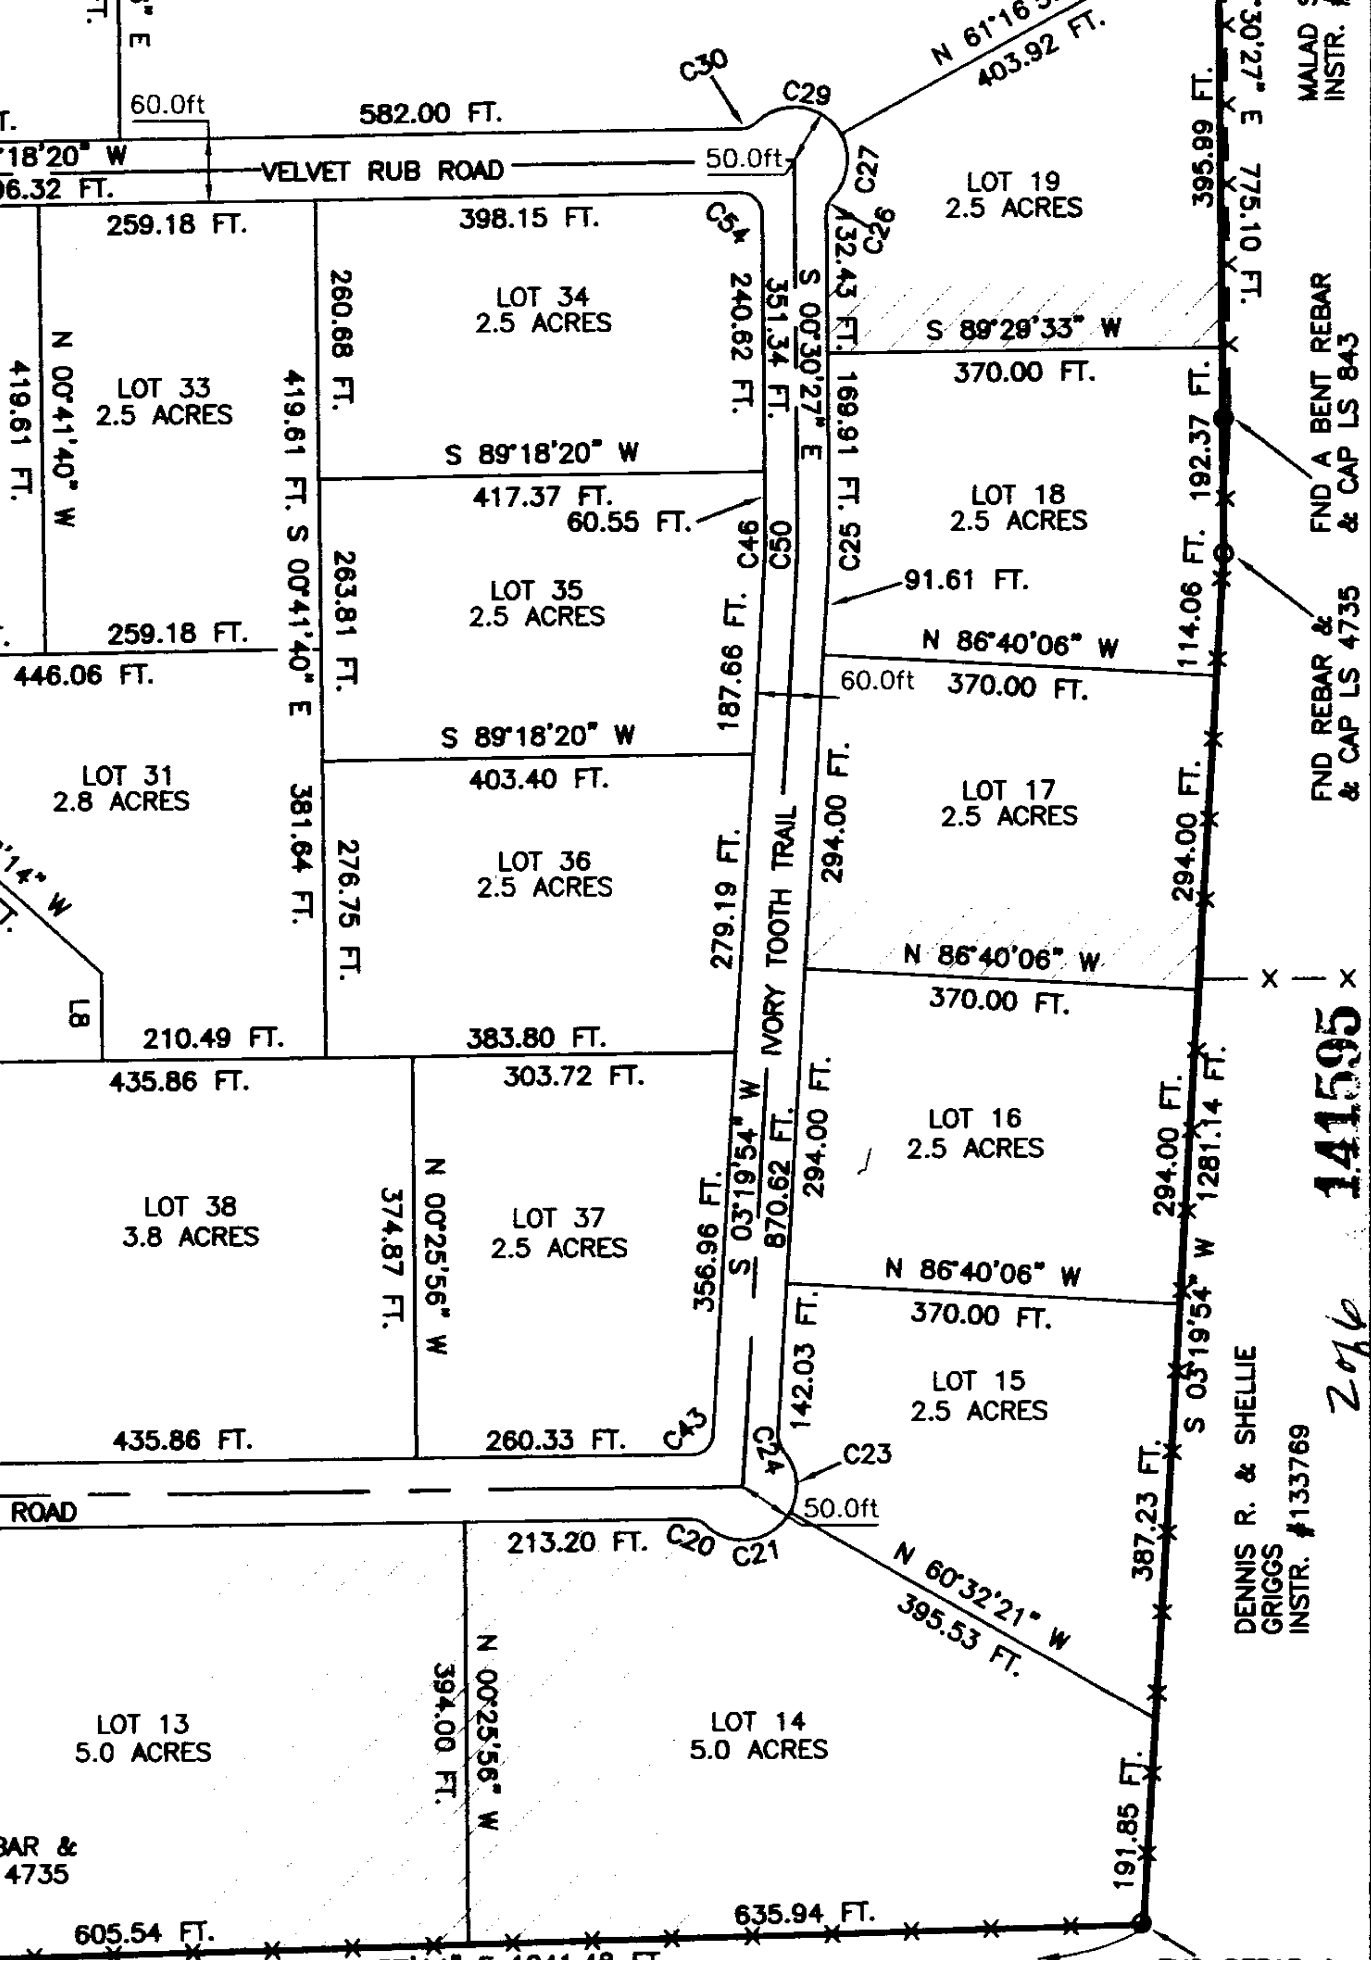 FT.
" E
N 61°16'5
403.92 FT.
C30
C29
C27
C26
60.0ft
582.00 FT.
T.
°18'20" W
96.32 FT.
VELVET RUB ROAD
50.0ft
LOT 19
2.5 ACRES
395.99 FT.
°30'27" E 775.10 FT.
MALAD S
INSTR. #
259.18 FT.
398.15 FT.
C54
32.43 FT.
LOT 34
2.5 ACRES
260.68 FT.
240.62 FT.
351.34 FT.
S 00°30'27" E
S 89°29'33" W
370.00 FT.
N 00°41'40" W
419.61 FT.
LOT 33
2.5 ACRES
419.61 FT.
S 00°41'40" E
169.91 FT.
192.37 FT.
FND A BENT REBAR
& CAP LS 843
S 89°18'20" W
417.37 FT.
60.55 FT.
C46
C50
C25
LOT 18
2.5 ACRES
91.61 FT.
114.06 FT.
FND REBAR &
& CAP LS 4735
LOT 35
2.5 ACRES
263.81 FT.
187.66 FT.
T.
259.18 FT.
446.06 FT.
N 86°40'06" W
370.00 FT.
60.0ft
S 89°18'20" W
403.40 FT.
LOT 31
2.8 ACRES
381.64 FT.
276.75 FT.
LOT 36
2.5 ACRES
279.19 FT.
IVORY TOOTH TRAIL
294.00 FT.
LOT 17
2.5 ACRES
294.00 FT.
'14" W
T.
L8
N 86°40'06" W
370.00 FT.
210.49 FT.
435.86 FT.
383.80 FT.
303.72 FT.
141595
2 of 6
LOT 16
2.5 ACRES
294.00 FT.
294.00 FT.
1281.14 FT.
S 03°19'54" W
LOT 38
3.8 ACRES
374.87 FT.
N 00°25'56" W
LOT 37
2.5 ACRES
356.96 FT.
S 03°19'54" W
870.62 FT.
N 86°40'06" W
370.00 FT.
142.03 FT.
LOT 15
2.5 ACRES
387.23 FT.
DENNIS R. & SHELLIE
GRIGGS
INSTR. #133769
435.86 FT.
260.33 FT.
C43
C24
C23
ROAD
50.0ft
213.20 FT.
C20
C21
N 60°32'21" W
395.53 FT.
N 00°25'56" W
394.00 FT.
LOT 13
5.0 ACRES
LOT 14
5.0 ACRES
191.85 FT.
BAR &
4735
605.54 FT.
635.94 FT.